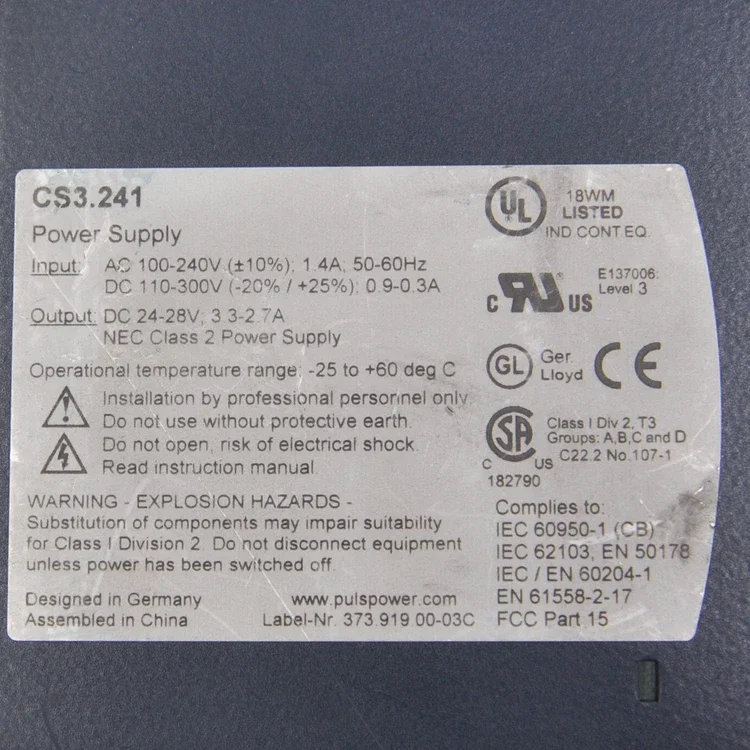 CS3.241
Power Supply
Input: AC 100-240V (±10%); 1.4A; 50-60Hz
DC 110-300V (-20% / +25%); 0.9-0.3A
Output: DC 24-28V; 3.3-2.7A
NEC Class 2 Power Supply
Operational temperature range: -25 to +60 deg C
Installation by professional personnel only.
Do not use without protective earth.
Do not open, risk of electrical shock.
Read instruction manual.
WARNING - EXPLOSION HAZARDS -
Substitution of components may impair suitability
for Class I Division 2. Do not disconnect equipment
unless power has been switched off.
Designed in Germany
Assembled in China
www.pulspower.com
Label-Nr. 373.919 00-03C
UL
®
18WM
LISTED
IND.CONT.EQ.
c RU US
®
E137006:
Level 3
GL
Ger.
Lloyd
CE
SA
C US
182790
Class I Div 2, T3
Groups: A,B,C and D
C22.2 No.107-1
Complies to:
IEC 60950-1 (CB)
IEC 62103, EN 50178
IEC / EN 60204-1
EN 61558-2-17
FCC Part 15